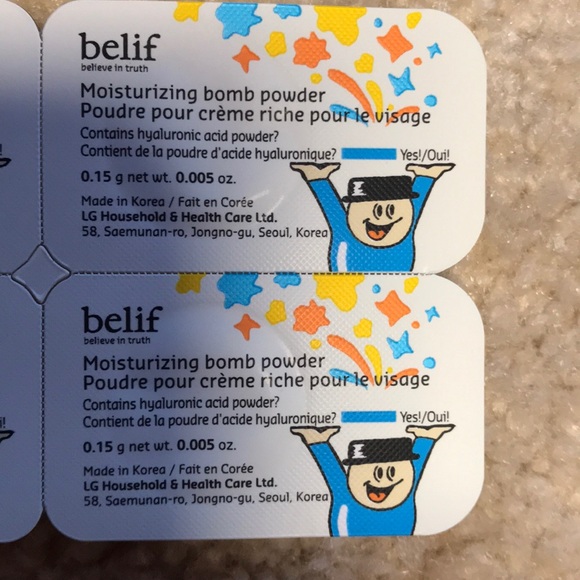 belif
believe in truth
Moisturizing bomb powder
Poudre pour crème riche pour le visage
Contains hyaluronic acid powder?
Contient de la poudre d'acide hyaluronique? Yes!/Oui!
0.15 g net wt. 0.005 oz.
Made in Korea / Fait en Corée
LG Household & Health Care Ltd.
58, Saemunan-ro, Jongno-gu, Seoul, Korea
belif
believe in truth
Moisturizing bomb powder
Poudre pour crème riche pour le visage
Contains hyaluronic acid powder?
Contient de la poudre d'acide hyaluronique? Yes!/Oui!
0.15 g net wt. 0.005 oz.
Made in Korea / Fait en Corée
LG Household & Health Care Ltd.
58, Saemunan-ro, Jongno-gu, Seoul, Korea